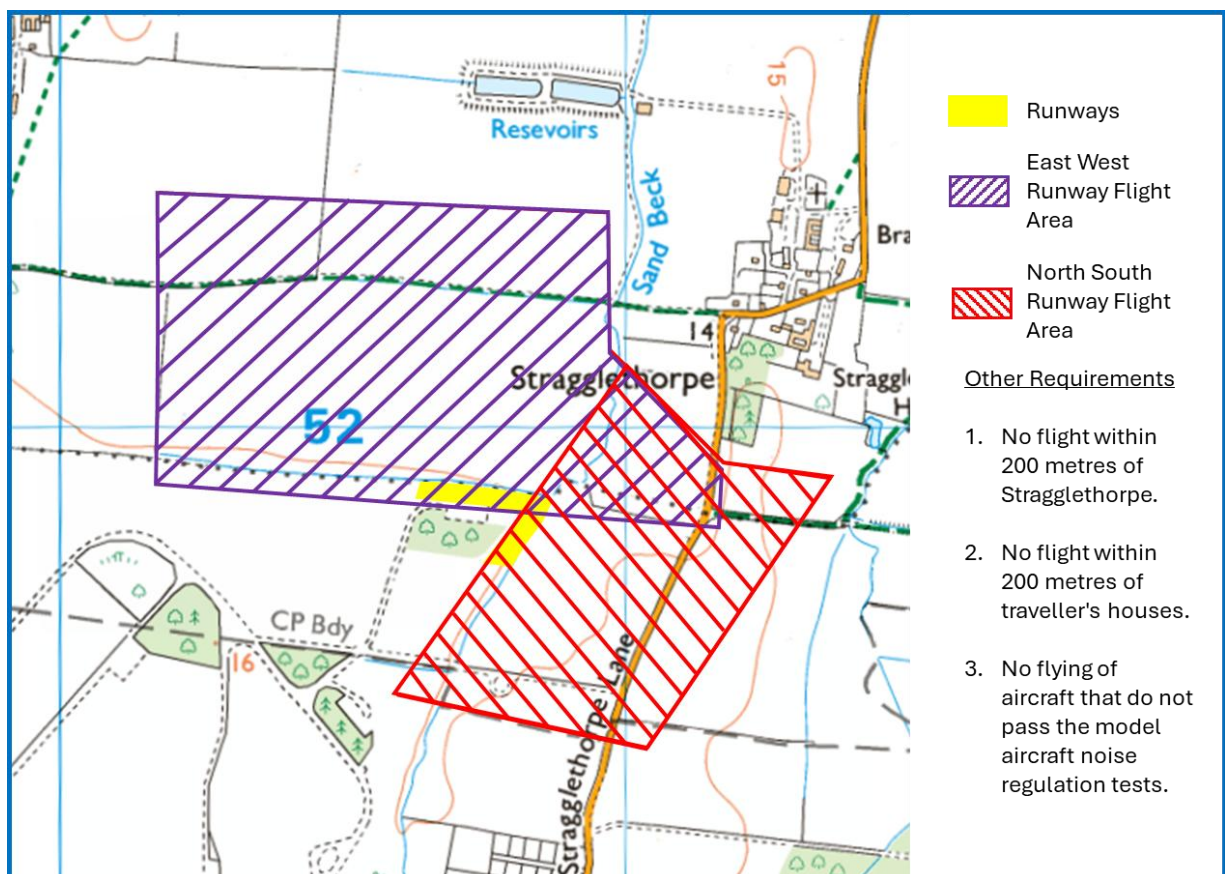 15
Resevoirs
Sand Beck
Bra
14
Stragglethorpe
Straggl
H
52
CP Bdy
16
Stragglethorpe Lane
Runways
East West
Runway Flight
Area
North South
Runway Flight
Area
Other Requirements
1. No flight within
200 metres of
Stragglethorpe.
2. No flight within
200 metres of
traveller's houses.
3. No flying of
aircraft that do not
pass the model
aircraft noise
regulation tests.